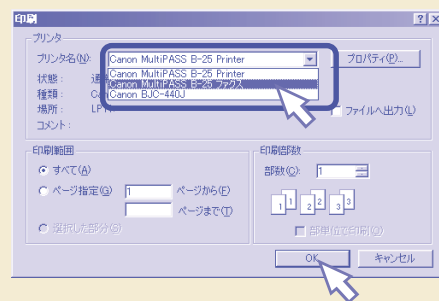 印刷
プリンタ
プリンタ名(N): Canon MultiPASS B-25 Printer プロパティ(P)...
Canon MultiPASS B-25 Printer
状態:
Canon MultiPASS B-25 ファクス
種類:
Canon BJC-440J
場所: ファイルへ出力(L)
コメント:
印刷範囲
すべて(A)
ページ指定(G) 1 ページから(F)
ページまで(T)
選択した部分(S)
印刷部数
部数(C): 1
1 1 2 2 3 3
部単位で印刷(O)
OK キャンセル